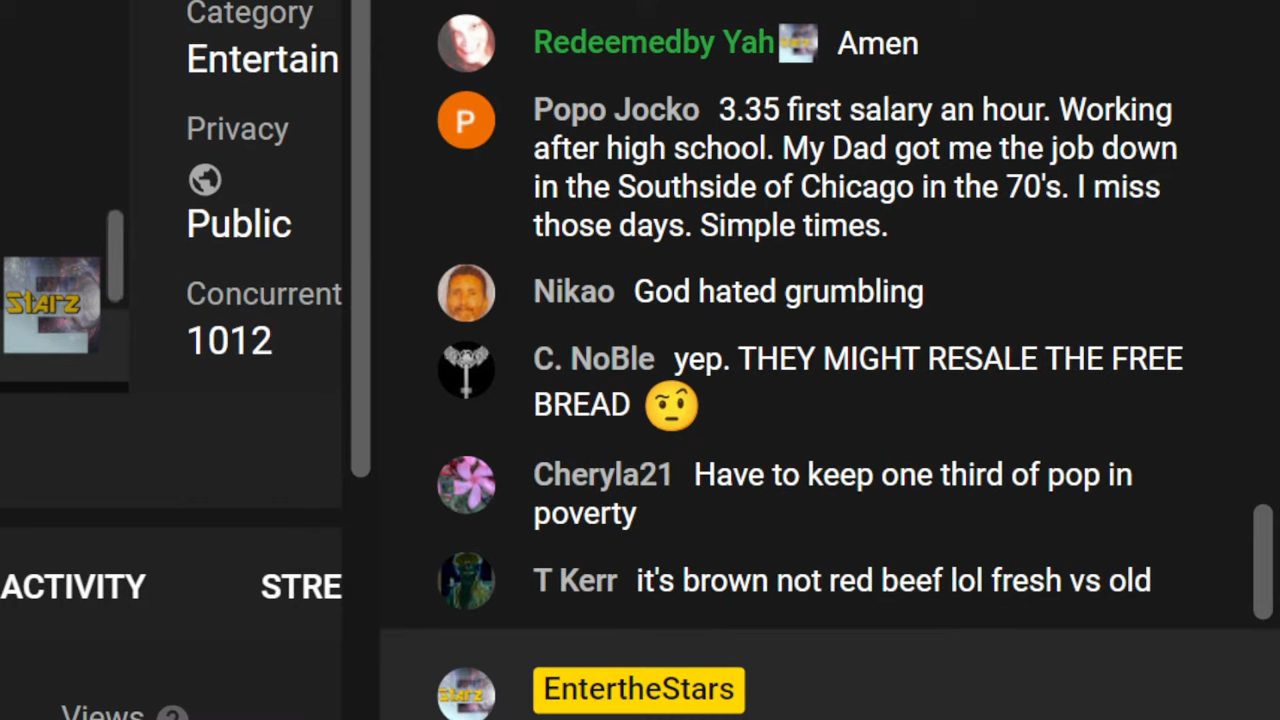 Category
Entertain
Privacy
Public
Concurrent
1012
Starz
ACTIVITY STRE
Views ?
Redeemedby Yah Amen
P
Popo Jocko 3.35 first salary an hour. Working
after high school. My Dad got me the job down
in the Southside of Chicago in the 70's. I miss
those days. Simple times.
Nikao God hated grumbling
C. NoBle yep. THEY MIGHT RESALE THE FREE
BREAD 🤨
Cheryla21 Have to keep one third of pop in
poverty
T Kerr it's brown not red beef lol fresh vs old
Starz EntertheStars